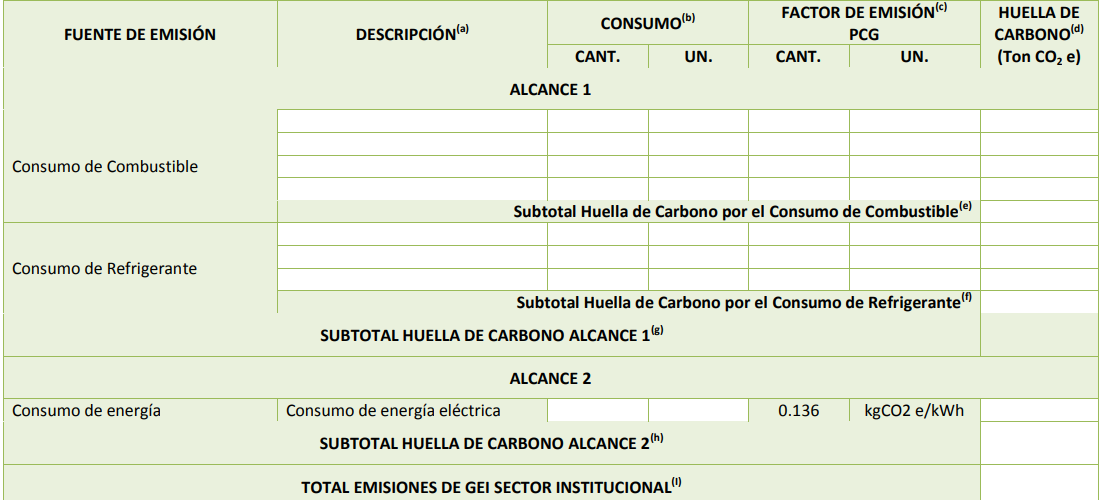 FUENTE DE EMISIÓN
DESCRIPCIÓN(a)
CONSUMO(b)
FACTOR DE EMISIÓN(c)
PCG
HUELLA DE
CARBONO(d)
(Ton CO2 e)
CANT.
UN.
CANT.
UN.
ALCANCE 1
Consumo de Combustible
Subtotal Huella de Carbono por el Consumo de Combustible(e)
Consumo de Refrigerante
Subtotal Huella de Carbono por el Consumo de Refrigerante(f)
SUBTOTAL HUELLA DE CARBONO ALCANCE 1(g)
ALCANCE 2
Consumo de energía
Consumo de energía eléctrica
0.136
kgCO2 e/kWh
SUBTOTAL HUELLA DE CARBONO ALCANCE 2(h)
TOTAL EMISIONES DE GEI SECTOR INSTITUCIONAL(I)